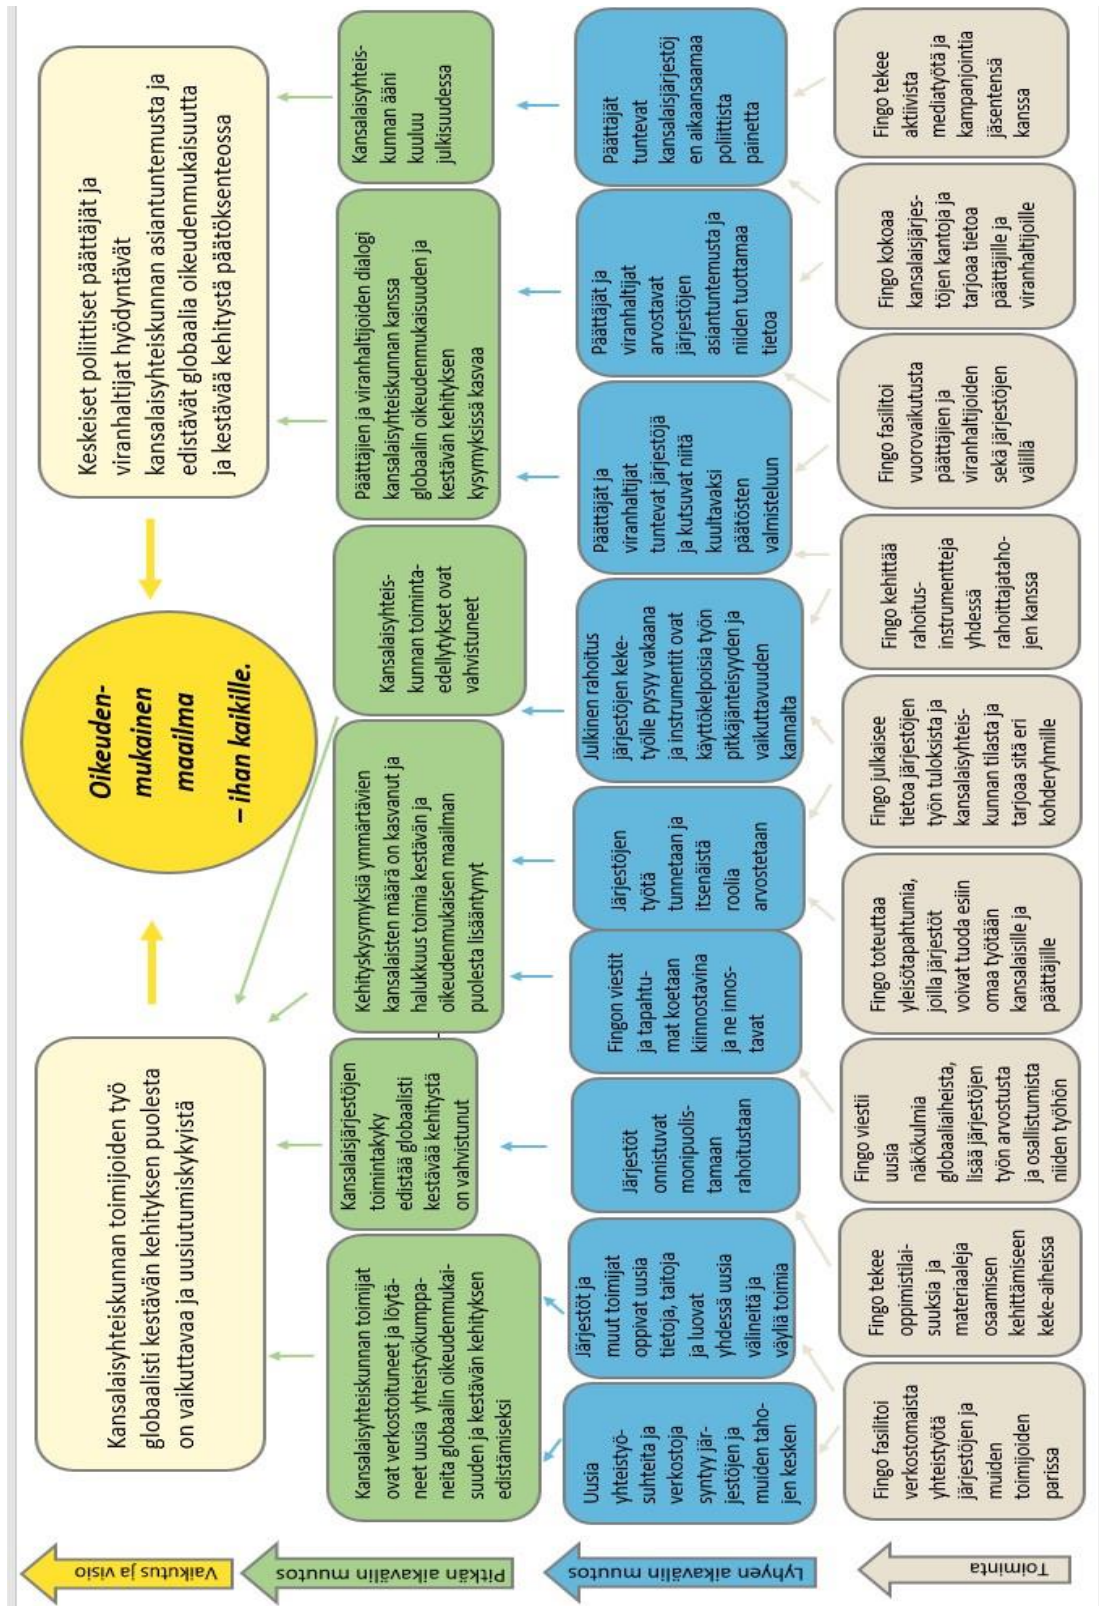 Vaikutus ja visio
Kansalaisyhteiskunnan toimijoiden työ
globaalisti kestävän kehityksen puolesta
on vaikuttavaa ja uusiutumiskykyistä
Oikeuden-
mukainen
maailma
– ihan kaikille.
Keskeiset poliittiset päättäjät ja
viranhaltijat hyödyntävät
kansalaisyhteiskunnan asiantuntemusta ja
edistävät globaalia oikeudenmukaisuutta
ja kestävää kehitystä päätöksenteossa
Pitkän aikavälin muutos
Kansalaisyhteiskunnan toimijat
ovat verkostoituneet ja löytä-
neet uusia yhteistyökumppa-
neita globaalin oikeudenmukai-
suuden ja kestävän kehityksen
edistämiseksi
Kansalaisjärjestöjen
toimintakyky
edistää globaalisti
kestävää kehitystä
on vahvistunut
Kehityskysymyksiä ymmärtävien
kansalaisten määrä on kasvanut ja
halukkuus toimia kestävän ja
oikeudenmukaisen maailman
puolesta lisääntynyt
Kansalaisyhteis-
kunnan toiminta-
edellytykset ovat
vahvistuneet
Päättäjien ja viranhaltijoiden dialogi
kansalaisyhteiskunnan kanssa
globaalin oikeudenmukaisuuden ja
kestävän kehityksen
kysymyksissä kasvaa
Kansalaisyhteis-
kunnan ääni
kuuluu
julkisuudessa
Lyhyen aikavälin muutos
Uusia
yhteistyö-
suhteita ja
verkostoja
syntyy jär-
jestöjen ja
muiden taho-
jen kesken
Järjestöt ja
muut toimijat
oppivat uusia
tietoja, taitoja
ja luovat
yhdessä uusia
välineitä ja
väyliä toimia
Järjestöt
onnistuvat
monipuolis-
tamaan
rahoitustaan
Fingon viestit
ja tapahtu-
mat koetaan
kiinnostavina
ja ne innos-
tavat
Järjestöjen
työtä
tunnetaan ja
itsenäistä
roolia
arvostetaan
Julkinen rahoitus
järjestöjen keke-
työlle pysyy vakaana
ja instrumentit ovat
käyttökelpoisia työn
pitkäjänteisyyden ja
vaikuttavuuden
kannalta
Päättäjät ja
viranhaltijat
tuntevat järjestöjä
ja kutsuvat niitä
kuultavaksi
päätösten
valmisteluun
Päättäjät ja
viranhaltijat
arvostavat
järjestöjen
asiantuntemusta ja
niiden tuottamaa
tietoa
Päättäjät
tuntevat
kansalaisjärjestöj
en aikaansaamaa
poliittista
painetta
Toiminta
Fingo fasilitoi
verkostomaista
yhteistyötä
järjestöjen ja
muiden
toimijoiden
parissa
Fingo tekee
oppimistilai-
suuksia ja
materiaaleja
osaamisen
kehittämiseen
keke-aiheissa
Fingo viestii
uusia
näkökulmia
globaaliaiheista,
lisää järjestöjen
työn arvostusta
ja osallistumista
niiden työhön
Fingo toteuttaa
yleisötapahtumia,
joilla järjestöt
voivat tuoda esiin
omaa työtään
kansalaisille ja
päättäjille
Fingo julkaisee
tietoa järjestöjen
työn tuloksista ja
kansalaisyhteis-
kunnan tilasta ja
tarjoaa sitä eri
kohderyhmille
Fingo kehittää
rahoitus-
instrumentteja
yhdessä
rahoittajataho-
jen kanssa
Fingo fasilitoi
vuorovaikutusta
päättäjien ja
viranhaltijoiden
sekä järjestöjen
välillä
Fingo kokoaa
kansalaisjärjes-
töjen kantoja ja
tarjoaa tietoa
päättäjille ja
viranhaltijoille
Fingo tekee
aktiivista
mediatyötä ja
kampanjointia
jäsentensä
kanssa